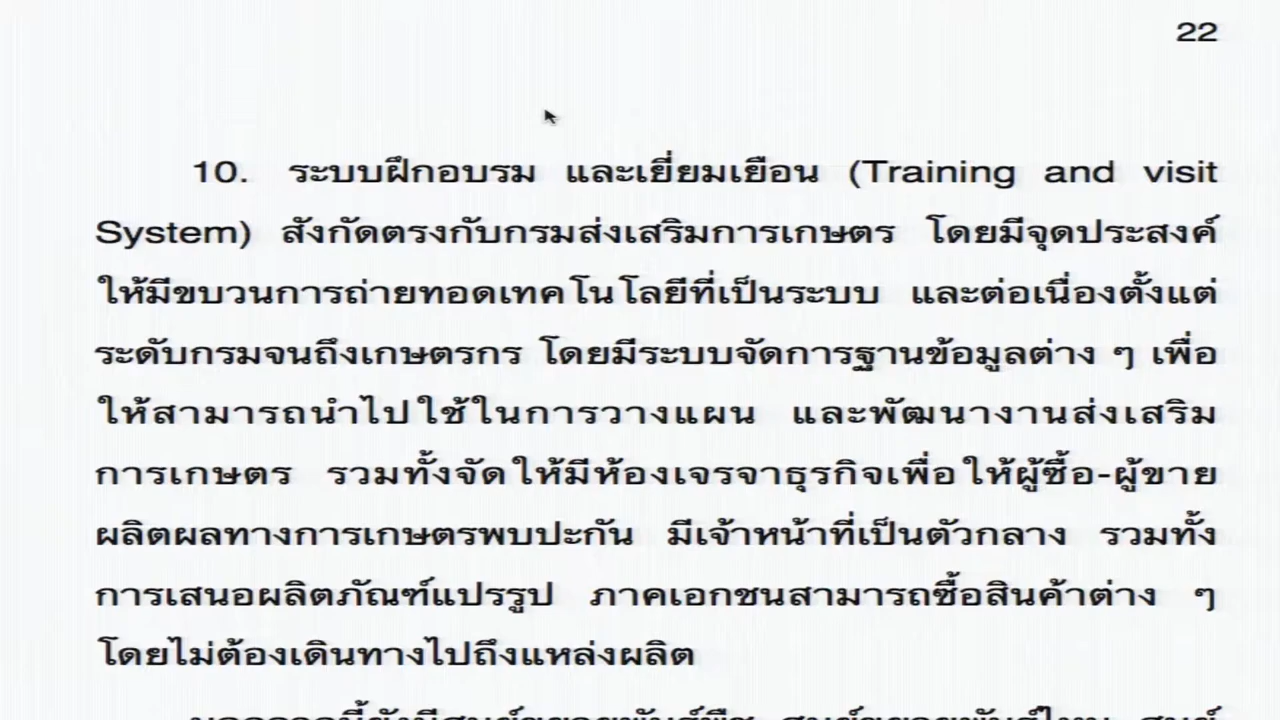 22
10. ระบบฝึกอบรม และเยี่ยมเยือน (Training and visit
System) สังกัดตรงกับกรมส่งเสริมการเกษตร โดยมีจุดประสงค์
ให้มีขบวนการถ่ายทอดเทคโนโลยีที่เป็นระบบ และต่อเนื่องตั้งแต่
ระดับกรมจนถึงเกษตรกร โดยมีระบบจัดการฐานข้อมูลต่าง ๆ เพื่อ
ให้สามารถนำไปใช้ในการวางแผน และพัฒนางานส่งเสริม
การเกษตร รวมทั้งจัดให้มีห้องเจรจาธุรกิจเพื่อให้ผู้ซื้อ-ผู้ขาย
ผลิตผลทางการเกษตรพบปะกัน มีเจ้าหน้าที่เป็นตัวกลาง รวมทั้ง
การเสนอผลิตภัณฑ์แปรรูป ภาคเอกชนสามารถซื้อสินค้าต่าง ๆ
โดยไม่ต้องเดินทางไปถึงแหล่งผลิต